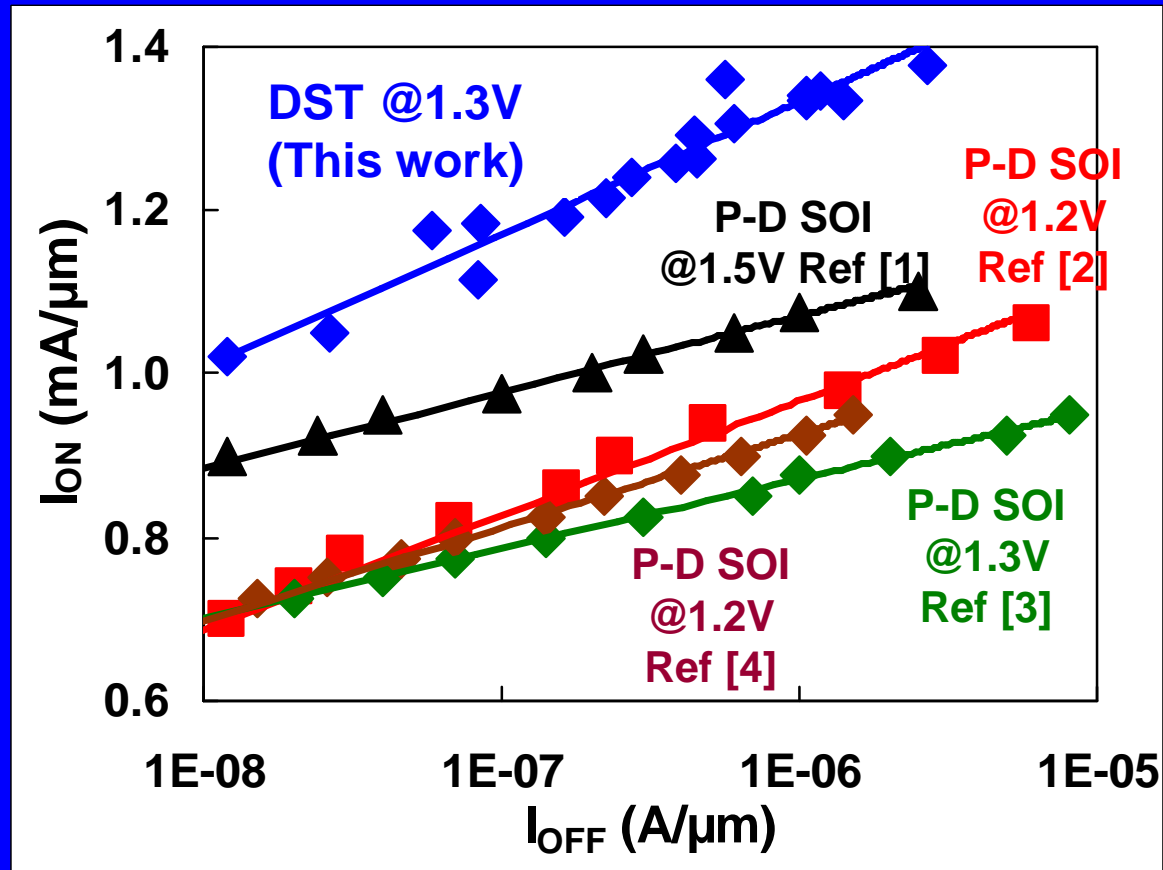 1.4
1.2
1.0
0.8
0.6
I_ON (mA/µm)
DST @1.3V
(This work)
P-D SOI
@1.5V Ref [1]
P-D SOI
@1.2V
Ref [2]
P-D SOI
@1.2V
Ref [4]
P-D SOI
@1.3V
Ref [3]
1E-08 1E-07 1E-06 1E-05
I_OFF (A/µm)